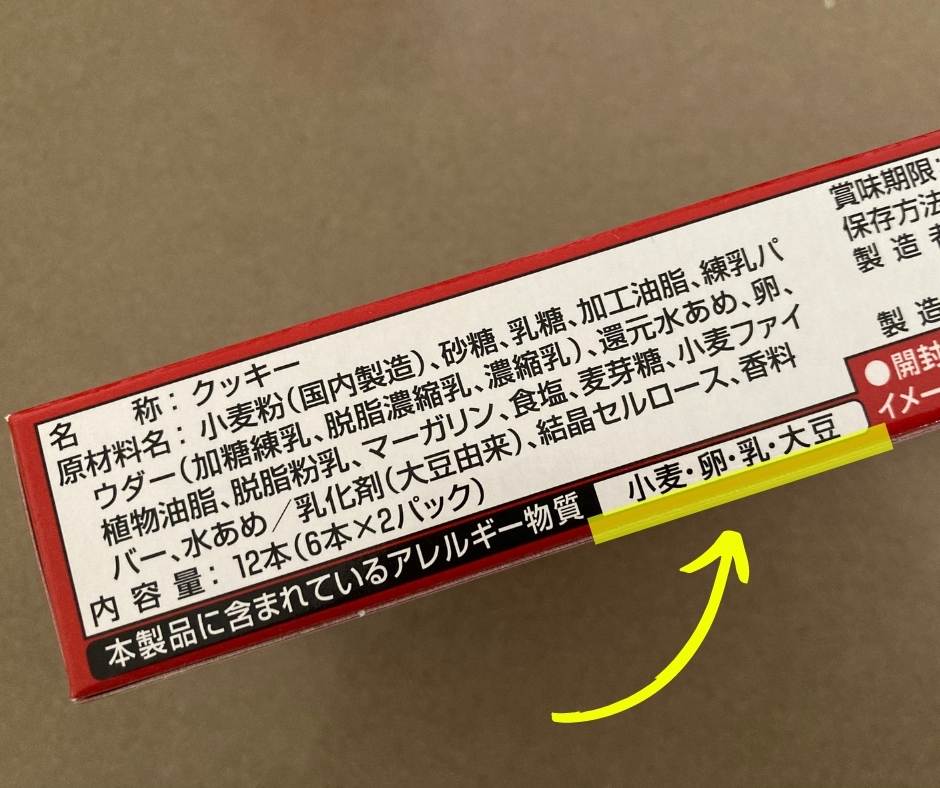 名称：クッキー
原材料名：小麦粉（国内製造）、砂糖、乳糖、加工油脂、練乳パ
ウダー（加糖練乳、脱脂濃縮乳、濃縮乳）、還元水あめ、卵、
植物油脂、脱脂粉乳、マーガリン、食塩、麦芽糖、小麦ファイ
バー、水あめ／乳化剤（大豆由来）、結晶セルロース、香料
内容量：12本（6本×2パック）
本製品に含まれているアレルギー物質 小麦・卵・乳・大豆
賞味期限：
保存方法
製造者
製造
●開封
イメー